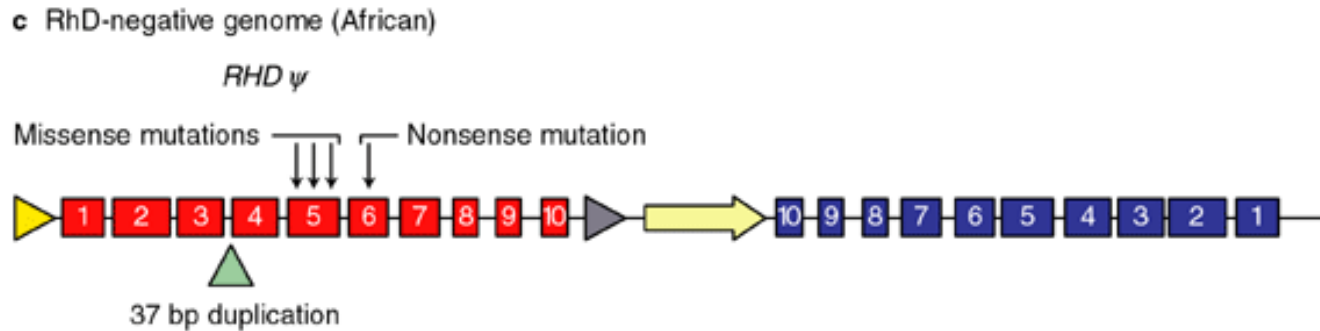 c RhD-negative genome (African)
RHD ψ
Missense mutations Nonsense mutation
1 2 3 4 5 6 7 8 9 10 10 9 8 7 6 5 4 3 2 1
37 bp duplication